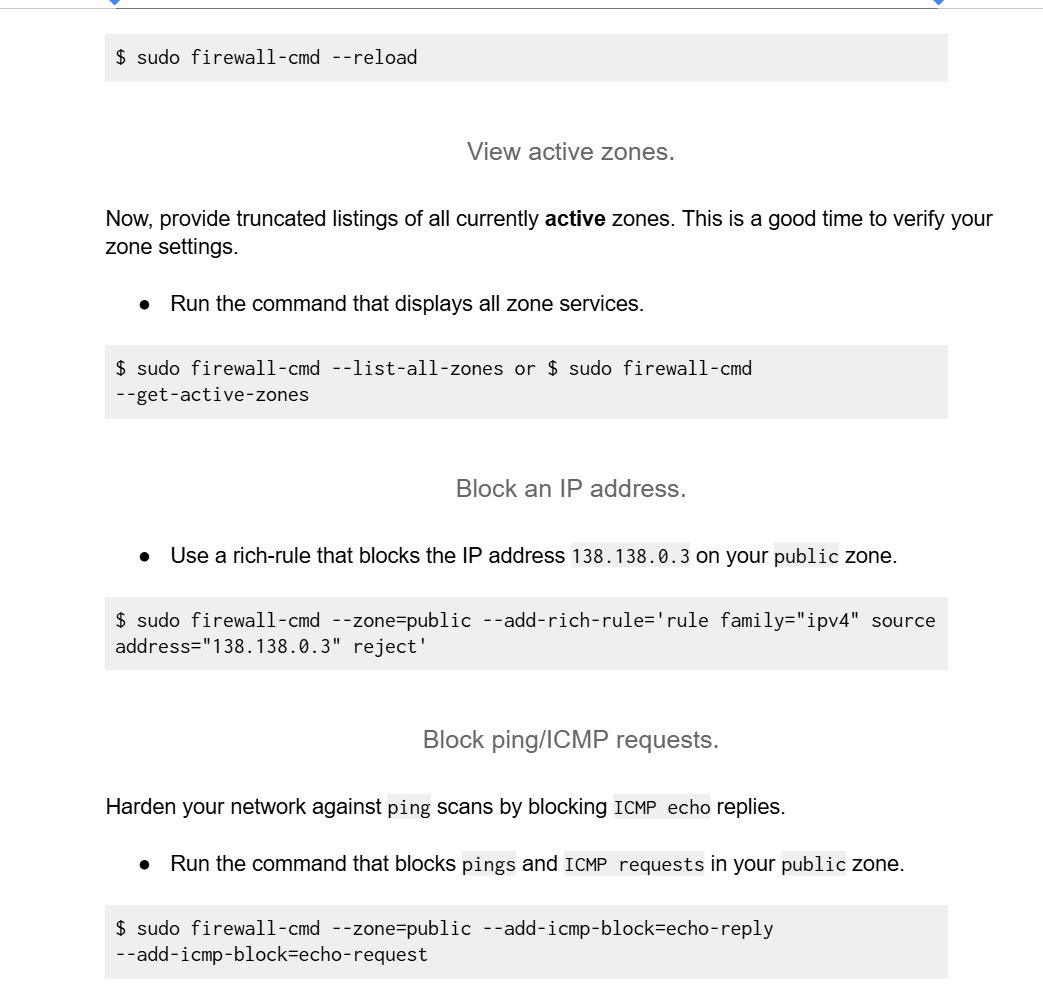 $ sudo firewall-cmd --reload
View active zones.
Now, provide truncated listings of all currently active zones. This is a good time to verify your
zone settings.
● Run the command that displays all zone services.
$ sudo firewall-cmd --list-all-zones or $ sudo firewall-cmd
--get-active-zones
Block an IP address.
● Use a rich-rule that blocks the IP address 138.138.0.3 on your public zone.
$ sudo firewall-cmd --zone=public --add-rich-rule='rule family="ipv4" source
address="138.138.0.3" reject'
Block ping/ICMP requests.
Harden your network against ping scans by blocking ICMP echo replies.
● Run the command that blocks pings and ICMP requests in your public zone.
$ sudo firewall-cmd --zone=public --add-icmp-block=echo-reply
--add-icmp-block=echo-request